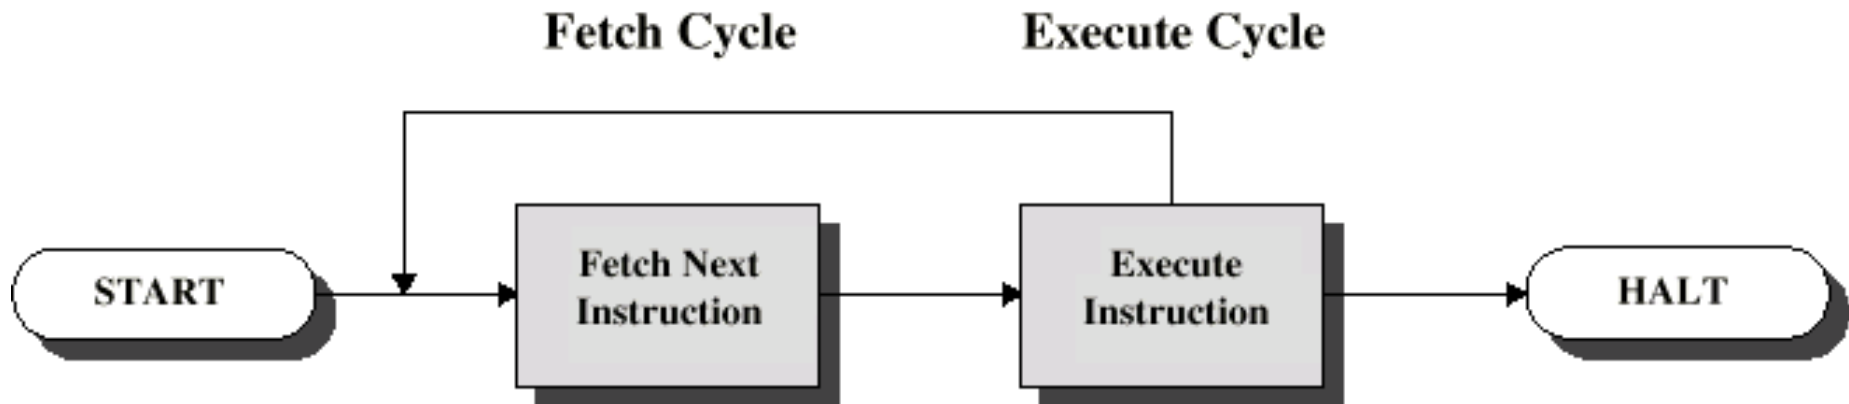 Fetch Cycle
Execute Cycle
START
Fetch Next
Instruction
Execute
Instruction
HALT